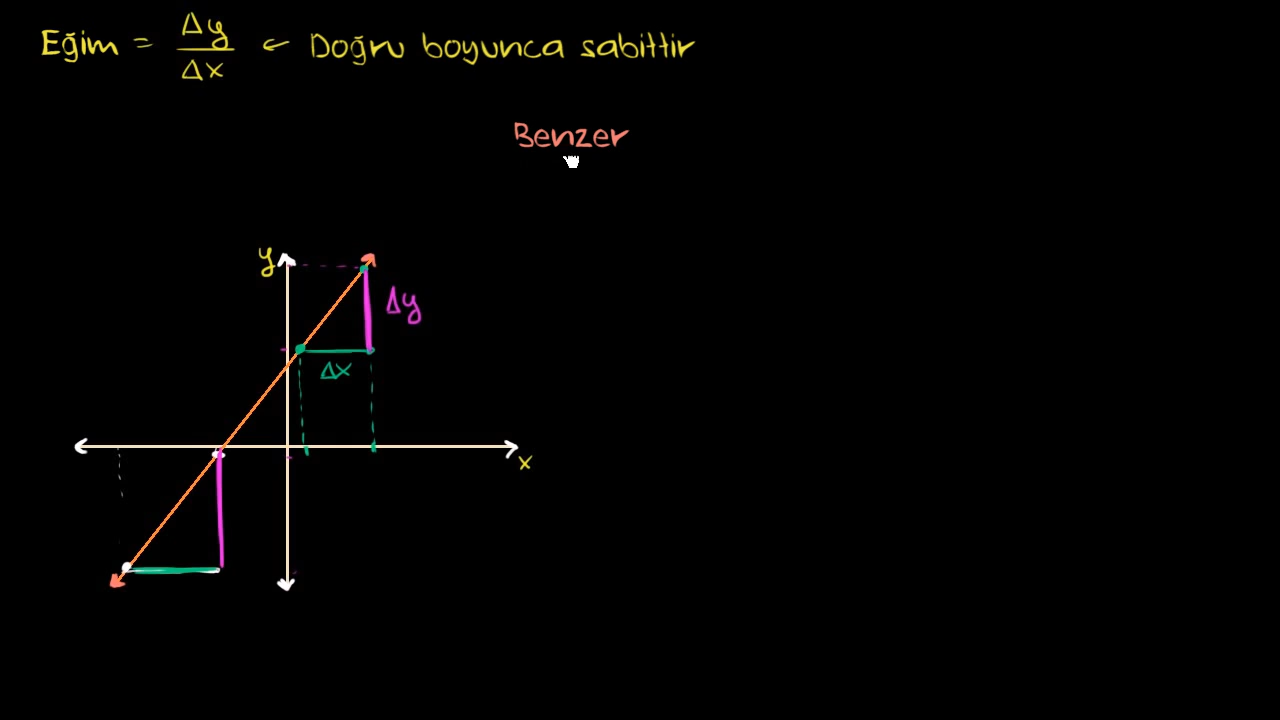 Eğim = Δy/Δx ← Doğru boyunca sabittir
Benzer
y
Δy
Δx
x